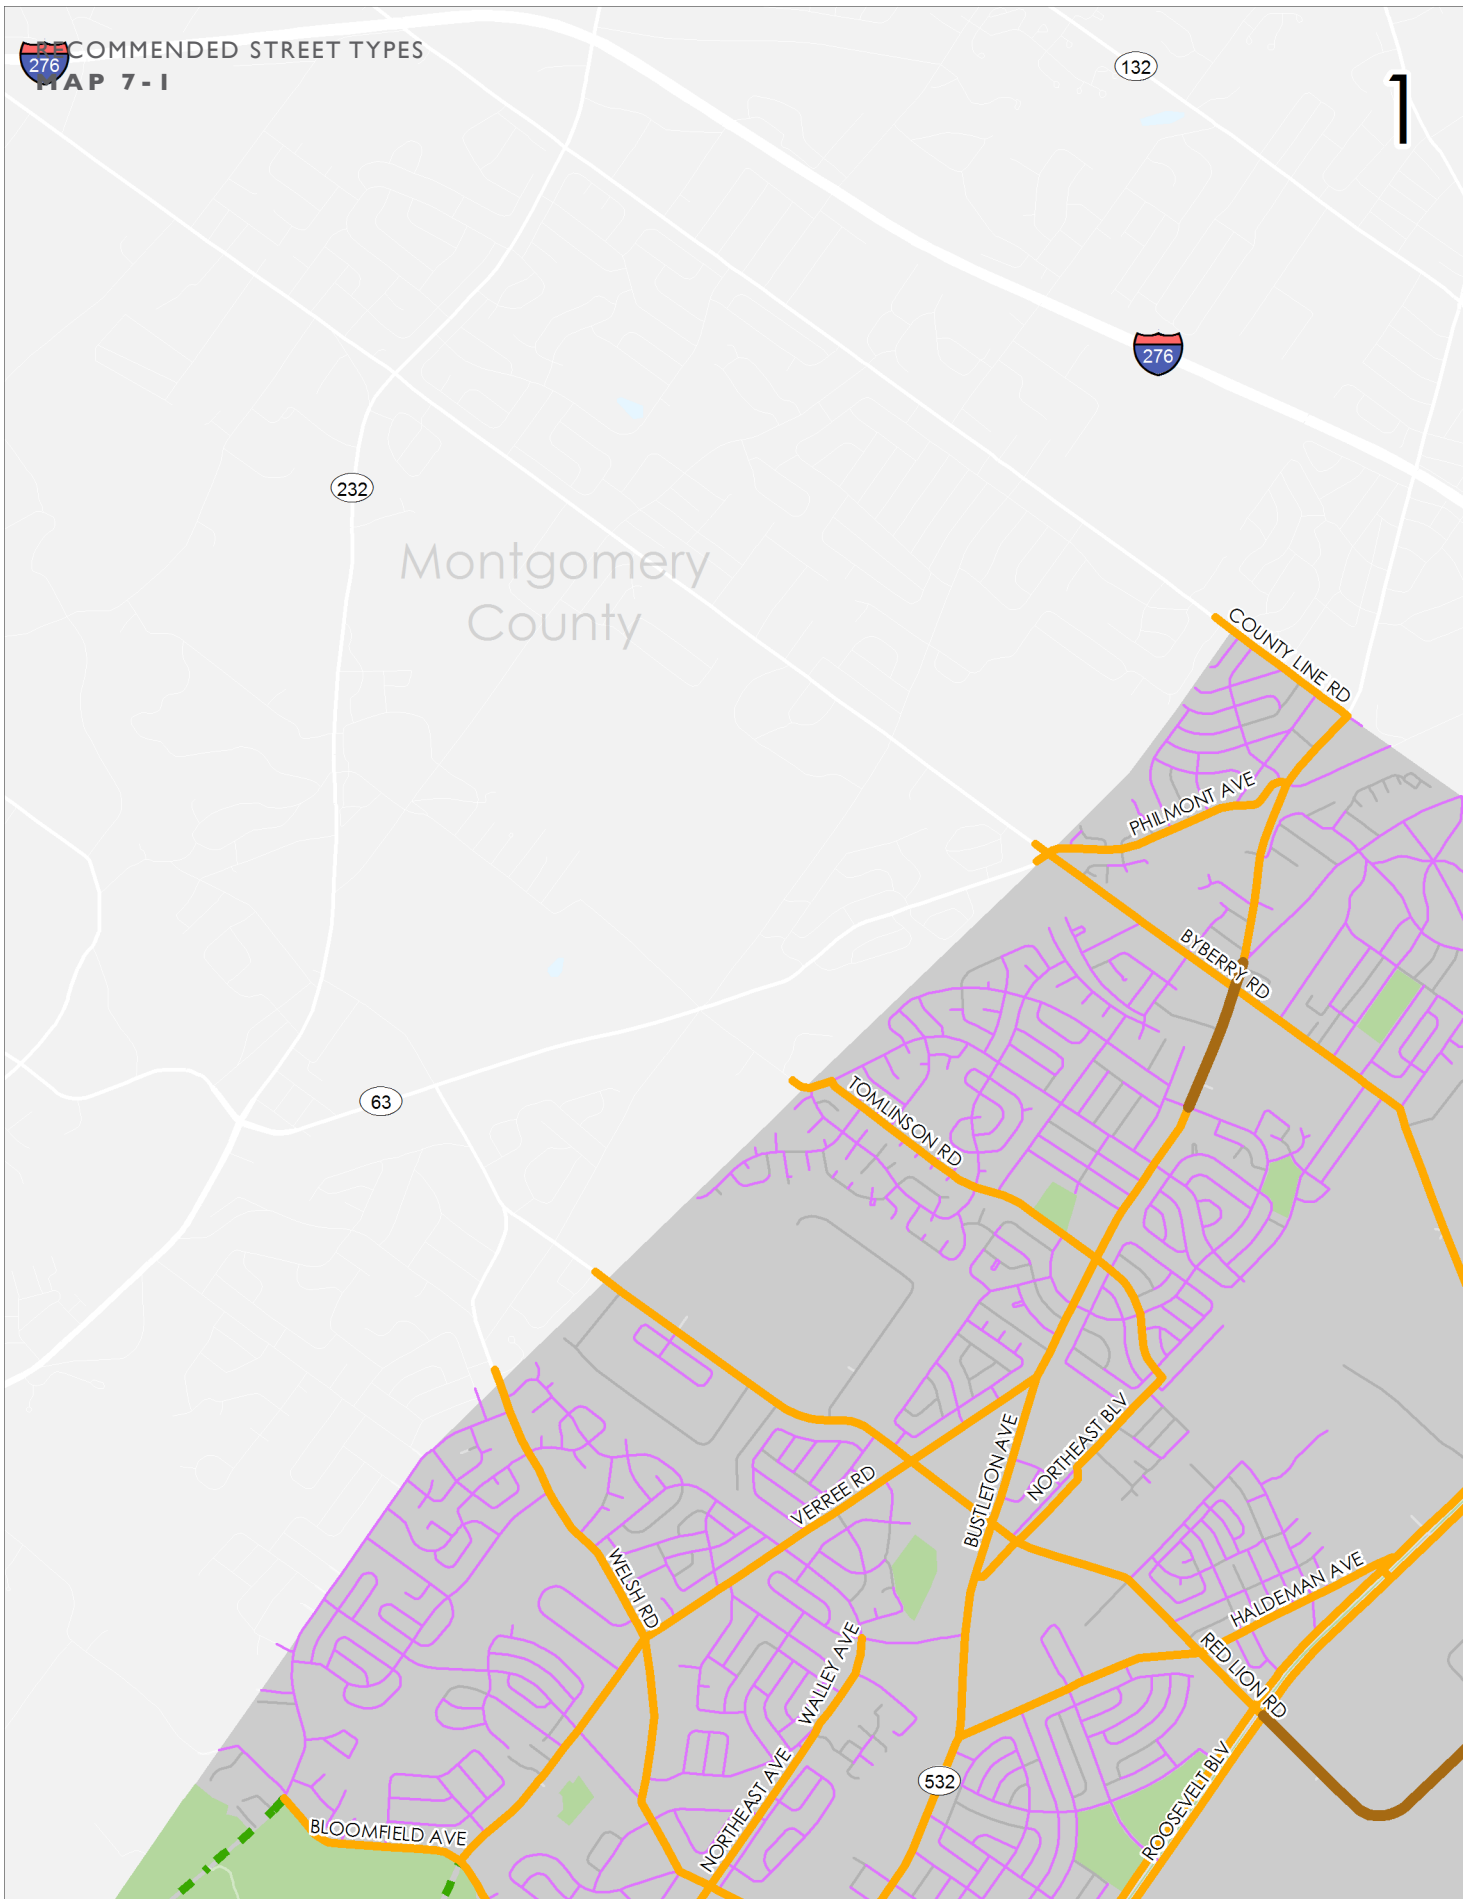 RECOMMENDED STREET TYPES
276
MAP 7-1
132
1
276
232
Montgomery
County
COUNTY LINE RD
PHILMONT AVE
BYBERRY RD
63
TOMLINSON RD
NORTHEAST BLV
BUSTLETON AVE
VERREE RD
WELSH RD
HALDEMAN AVE
WALLEY AVE
RED LION RD
532
NORTHEAST AVE
ROOSEVELT BLV
BLOOMFIELD AVE